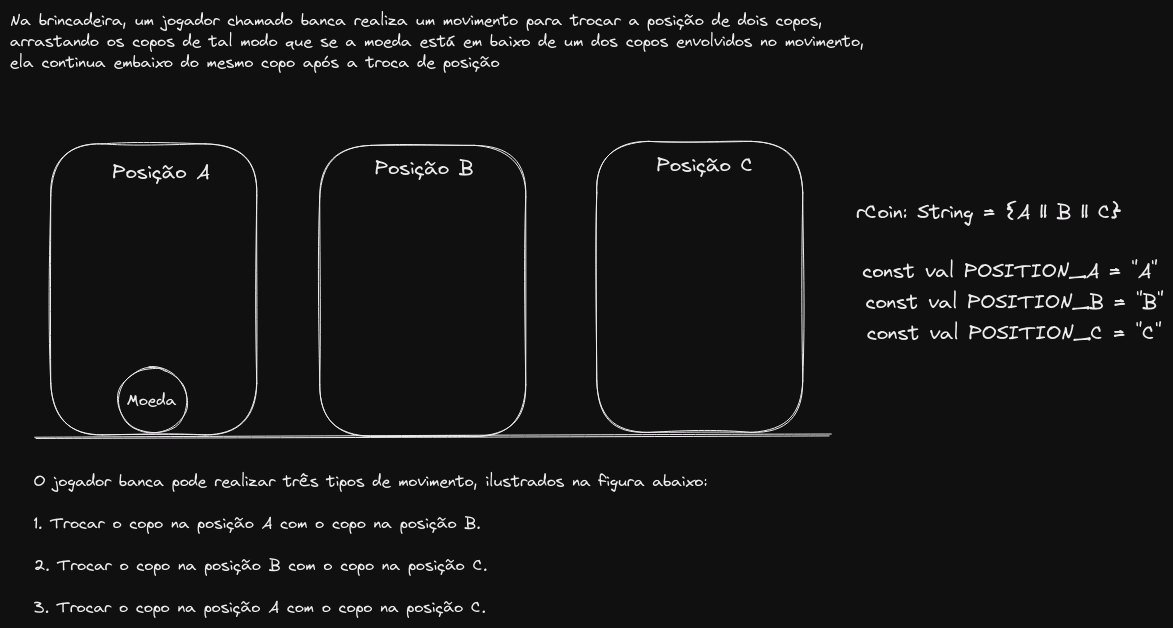 Na brincadeira, um jogador chamado banca realiza um movimento para trocar a posição de dois copos,
arrastando os copos de tal modo que se a moeda está em baixo de um dos copos envolvidos no movimento,
ela continua embaixo do mesmo copo após a troca de posição
Posição A
Posição B
Posição C
rCoin: String = {A || B || C}
const val POSITION_A = "A"
const val POSITION_B = "B"
const val POSITION_C = "C"
Moeda
O jogador banca pode realizar três tipos de movimento, ilustrados na figura abaixo:
1. Trocar o copo na posição A com o copo na posição B.
2. Trocar o copo na posição B com o copo na posição C.
3. Trocar o copo na posição A com o copo na posição C.